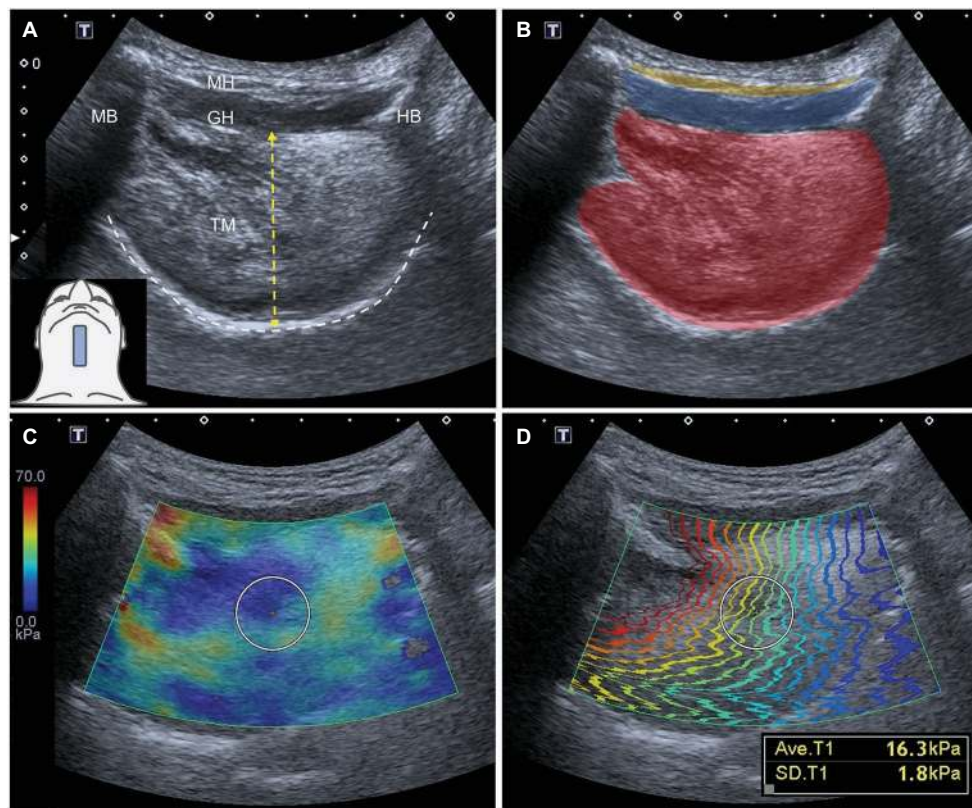 A
T
0
MH
MB
GH
HB
TM
B
T
C
T
70.0
0.0
kPa
D
T
Ave.T1 16.3kPa
SD.T1 1.8kPa